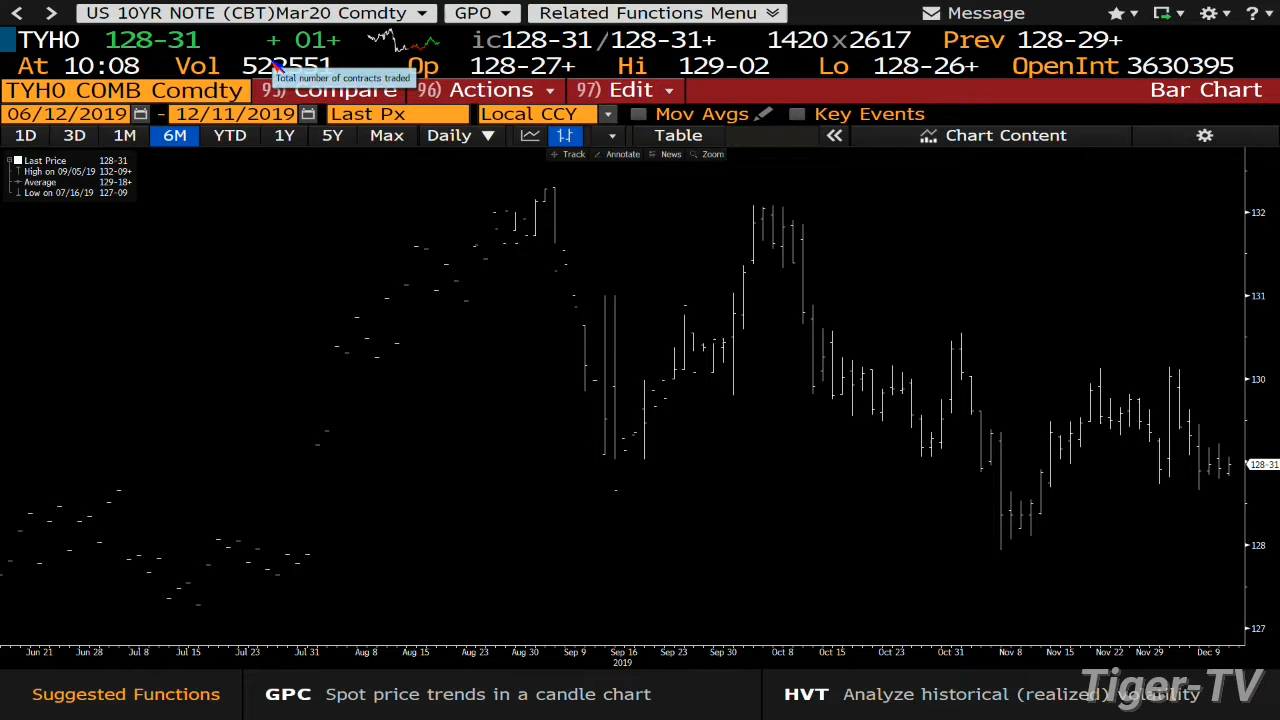 US 10YR NOTE (CBT)Mar20 Comdty GPO Related Functions Menu Message ?
TYH0 128-31 + 01+ ic128-31/128-31+ 1420x2617 Prev 128-29+
At 10:08 Vol 522551 Op 128-27+ Hi 129-02 Lo 128-26+ OpenInt 3630395
Total number of contracts traded
TYH0 COMB Comdty 95) Compare 96) Actions 97) Edit Bar Chart
06/12/2019 - 12/11/2019 Last Px Local CCY Mov Avgs Key Events
1D 3D 1M 6M YTD 1Y 5Y Max Daily Table Chart Content
Track Annotate News Zoom
Last Price 128-31
High on 09/05/19 132-09+
Average 129-18+
Low on 07/16/19 127-09
132
131
130
128-31
128
127
Jun 21 Jun 28 Jul 8 Jul 15 Jul 23 Jul 31 Aug 8 Aug 15 Aug 23 Aug 30 Sep 9 Sep 16 Sep 23 Sep 30 Oct 8 Oct 15 Oct 23 Oct 31 Nov 8 Nov 15 Nov 22 Nov 29 Dec 9
2019
Suggested Functions GPC Spot price trends in a candle chart HVT Analyze historical (realized) volatility
Tiger-TV